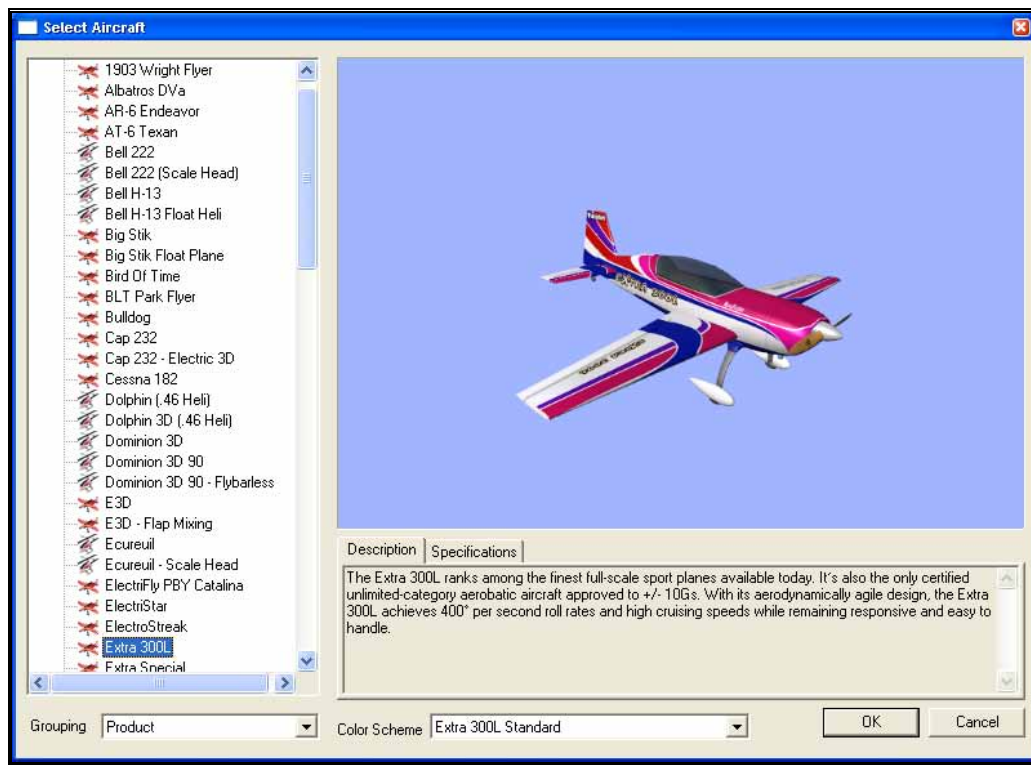 Select Aircraft
1903 Wright Flyer
Albatros DVa
AR-6 Endeavor
AT-6 Texan
Bell 222
Bell 222 (Scale Head)
Bell H-13
Bell H-13 Float Heli
Big Stik
Big Stik Float Plane
Bird Of Time
BLT Park Flyer
Bulldog
Cap 232
Cap 232 - Electric 3D
Cessna 182
Dolphin (.46 Heli)
Dolphin 3D (.46 Heli)
Dominion 3D
Dominion 3D 90
Dominion 3D 90 - Flybarless
E3D
E3D - Flap Mixing
Ecureuil
Ecureuil - Scale Head
ElectriFly PBY Catalina
ElectriStar
ElectroStreak
Extra 300L
Extra Special
Grouping Product
EXTRA 300L
Description Specifications
The Extra 300L ranks among the finest full-scale sport planes available today. It's also the only certified
unlimited-category aerobatic aircraft approved to +/- 10Gs. With its aerodynamically agile design, the Extra
300L achieves 400° per second roll rates and high cruising speeds while remaining responsive and easy to
handle.
Color Scheme Extra 300L Standard
OK Cancel